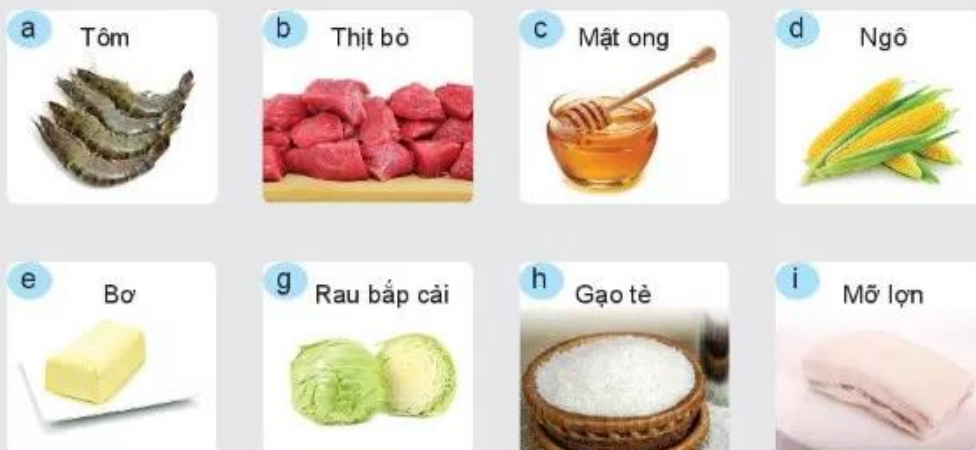 a Tôm
b Thịt bò
c Mật ong
d Ngô
e Bơ
g Rau bắp cải
h Gạo tẻ
i Mỡ lợn